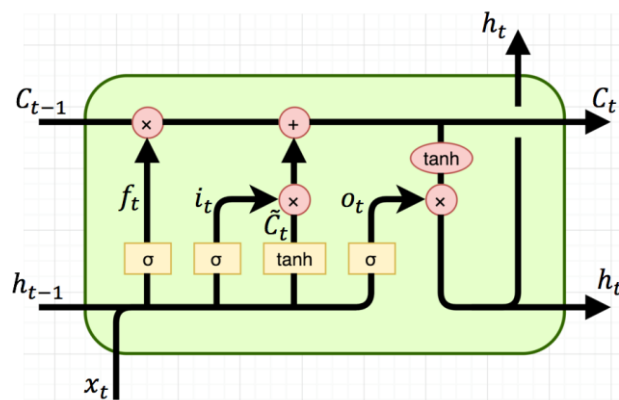 h_t
C_{t-1} × + C_t
tanh
f_t i_t × o_t ×
C̃_t
σ σ tanh σ
h_{t-1} h_t
x_t